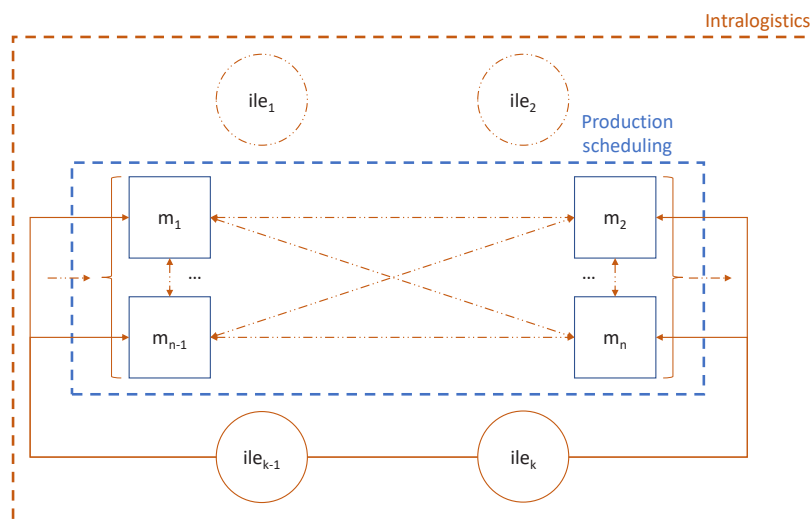 Intralogistics
ile₁
ile₂
Production
scheduling
m₁
m₂
...
...
mₙ₋₁
mₙ
ileₖ₋₁
ileₖ